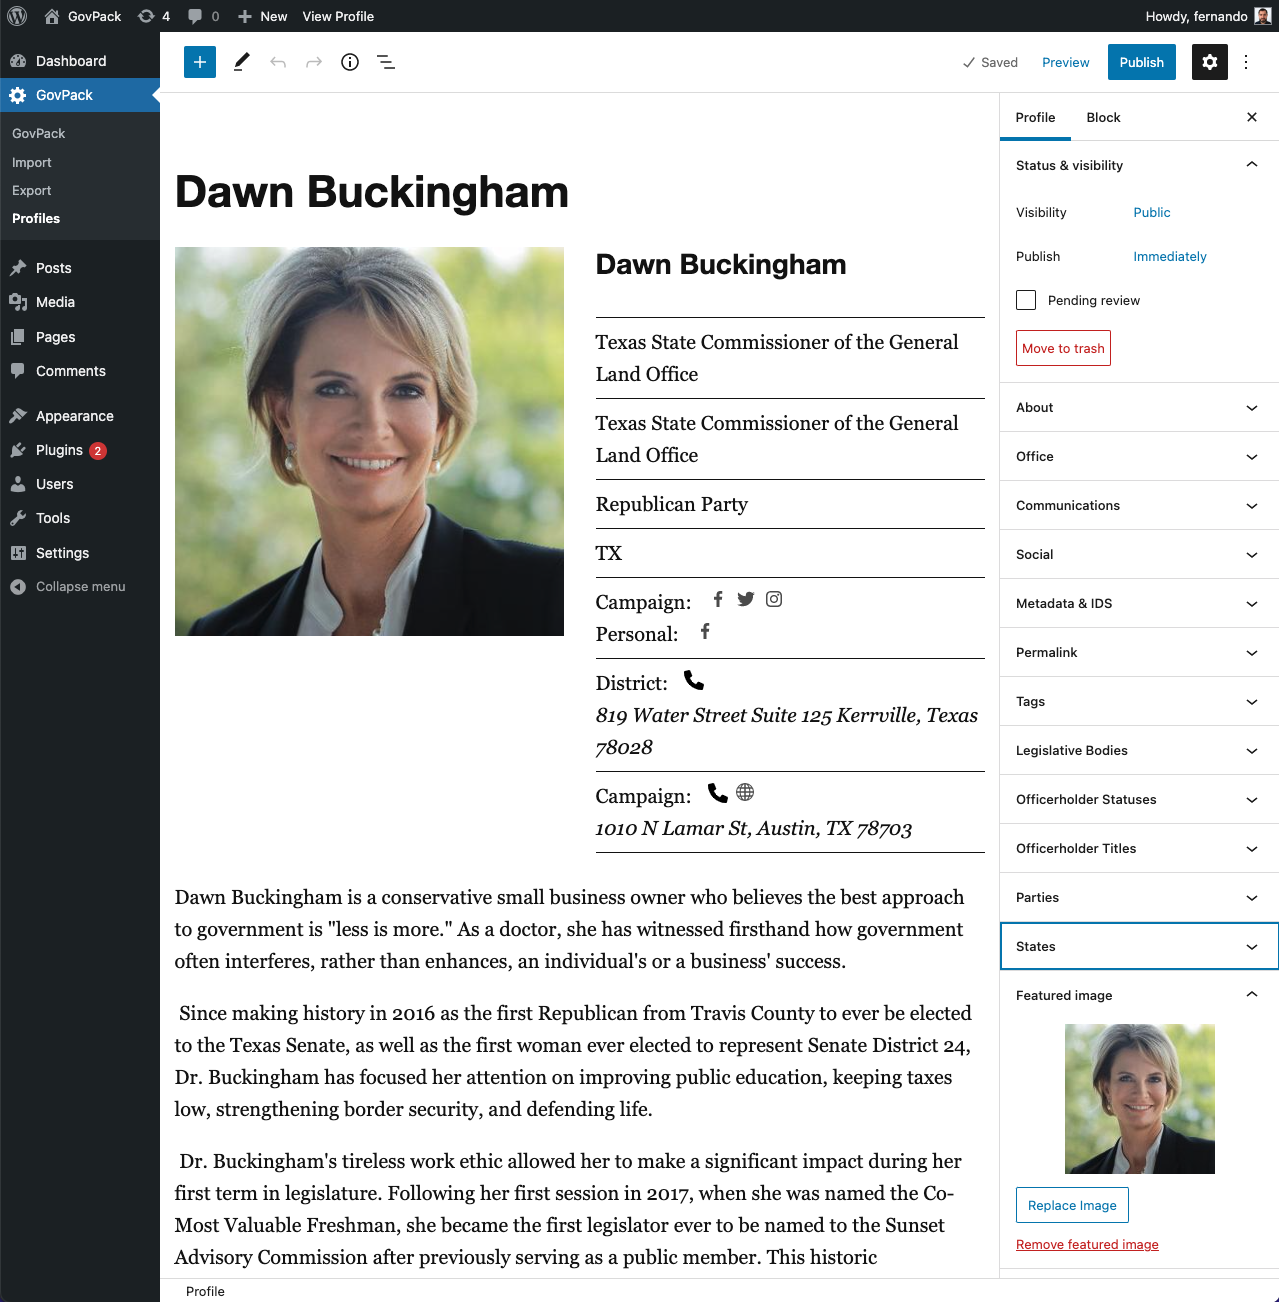 GovPack 4 0 New View Profile Howdy, fernando
Dashboard
GovPack
GovPack
Import
Export
Profiles
Posts
Media
Pages
Comments
Appearance
Plugins 2
Users
Tools
Settings
Collapse menu
Saved Preview Publish
Dawn Buckingham
Dawn Buckingham
Texas State Commissioner of the General
Land Office
Texas State Commissioner of the General
Land Office
Republican Party
TX
Campaign:
Personal:
District:
819 Water Street Suite 125 Kerrville, Texas
78028
Campaign:
1010 N Lamar St, Austin, TX 78703
Dawn Buckingham is a conservative small business owner who believes the best approach
to government is "less is more." As a doctor, she has witnessed firsthand how government
often interferes, rather than enhances, an individual's or a business' success.
Since making history in 2016 as the first Republican from Travis County to ever be elected
to the Texas Senate, as well as the first woman ever elected to represent Senate District 24,
Dr. Buckingham has focused her attention on improving public education, keeping taxes
low, strengthening border security, and defending life.
Dr. Buckingham's tireless work ethic allowed her to make a significant impact during her
first term in legislature. Following her first session in 2017, when she was named the Co-
Most Valuable Freshman, she became the first legislator ever to be named to the Sunset
Advisory Commission after previously serving as a public member. This historic
Profile Block
Status & visibility
Visibility Public
Publish Immediately
Pending review
Move to trash
About
Office
Communications
Social
Metadata & IDS
Permalink
Tags
Legislative Bodies
Officerholder Statuses
Officerholder Titles
Parties
States
Featured image
Replace Image
Remove featured image
Profile